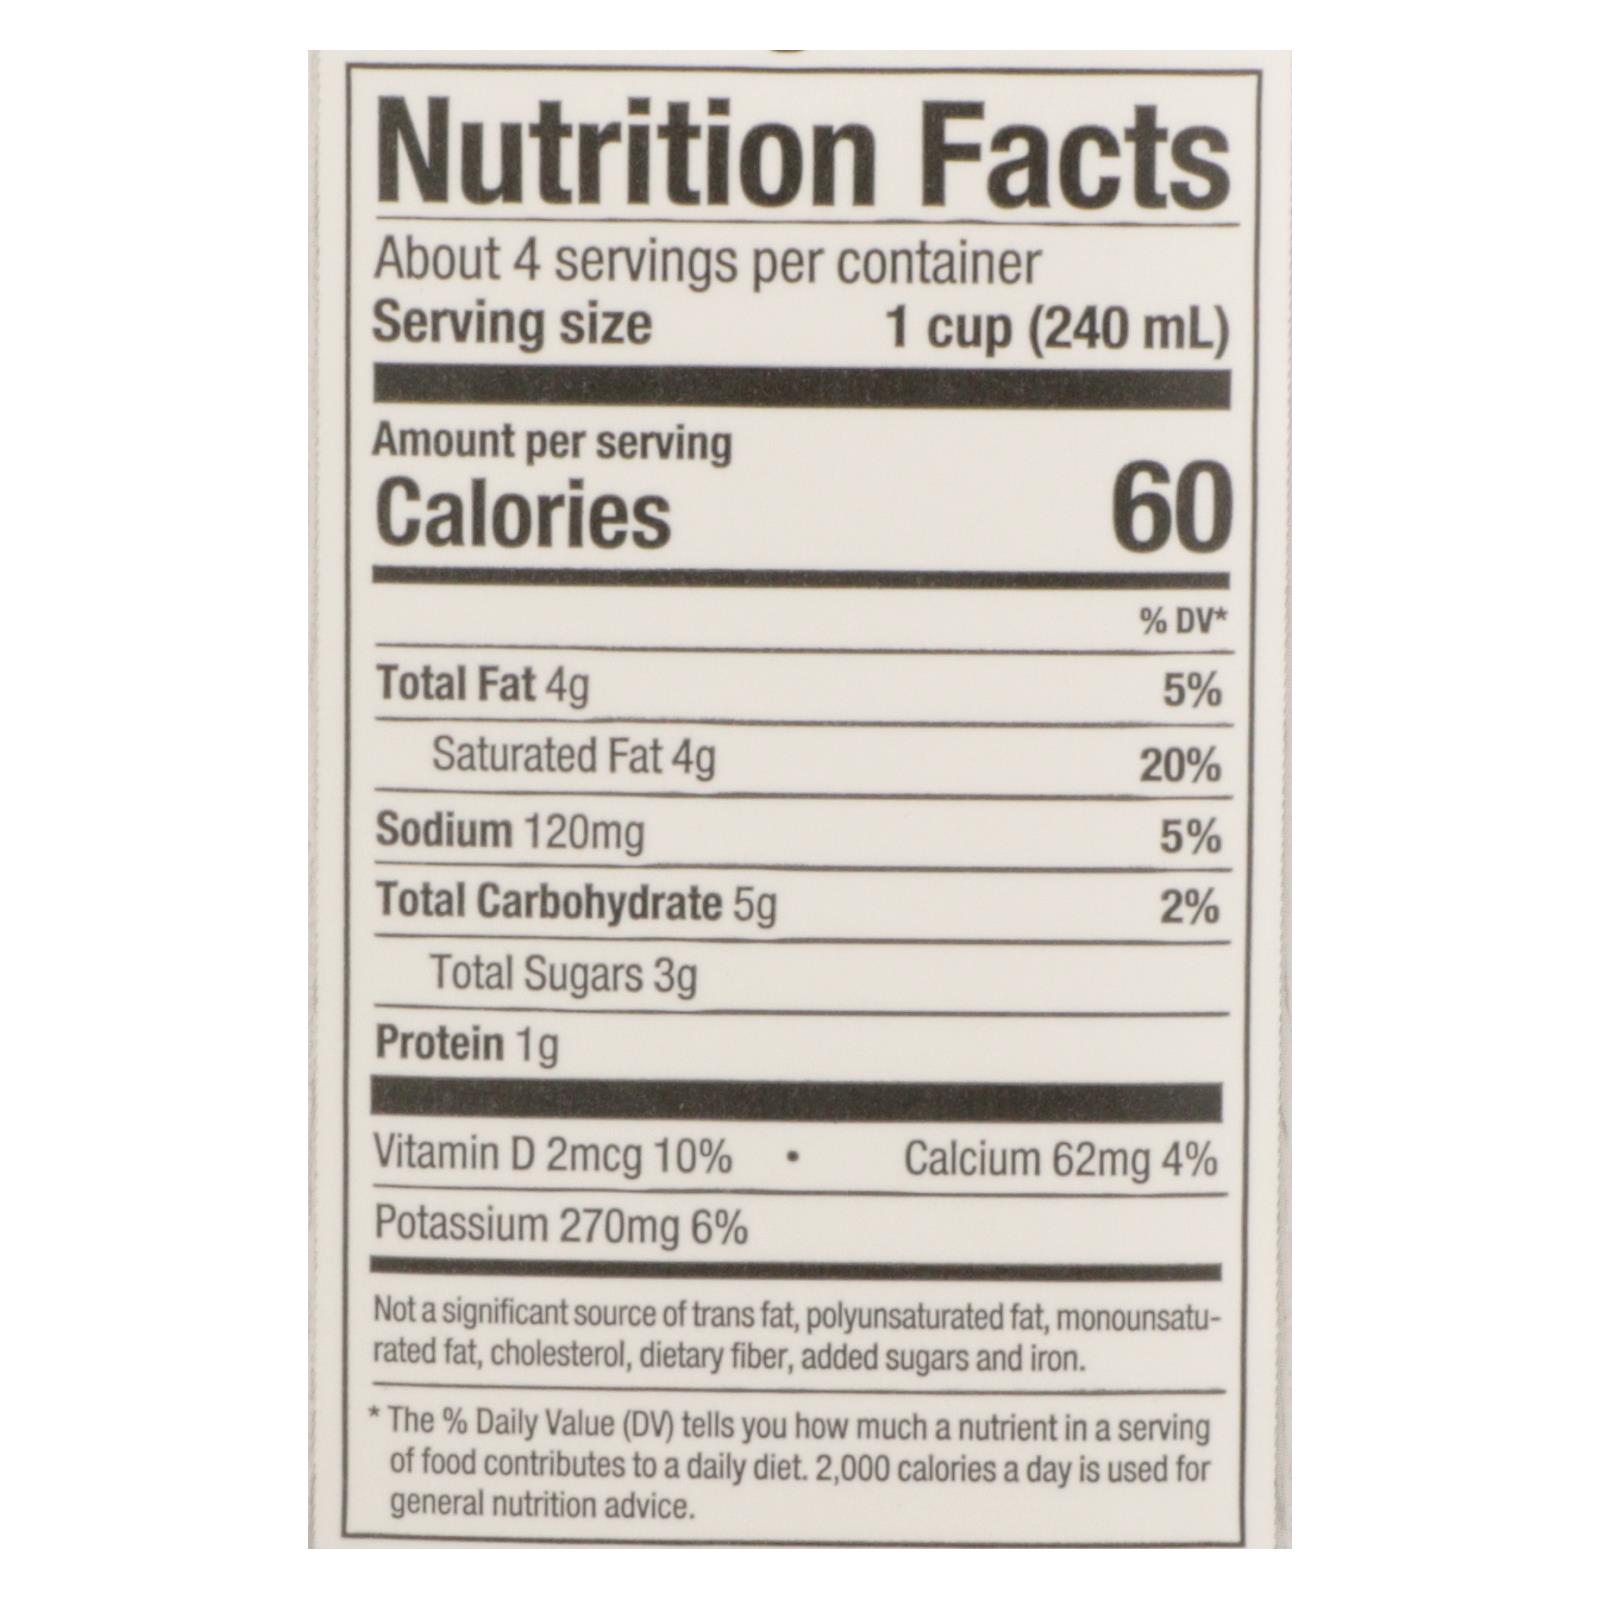 Nutrition Facts
About 4 servings per container
Serving size 1 cup (240 mL)
Amount per serving
Calories 60
% DV*
Total Fat 4g 5%
Saturated Fat 4g 20%
Sodium 120mg 5%
Total Carbohydrate 5g 2%
Total Sugars 3g
Protein 1g
Vitamin D 2mcg 10% • Calcium 62mg 4%
Potassium 270mg 6%
Not a significant source of trans fat, polyunsaturated fat, monounsatu-
rated fat, cholesterol, dietary fiber, added sugars and iron.
* The % Daily Value (DV) tells you how much a nutrient in a serving
of food contributes to a daily diet. 2,000 calories a day is used for
general nutrition advice.